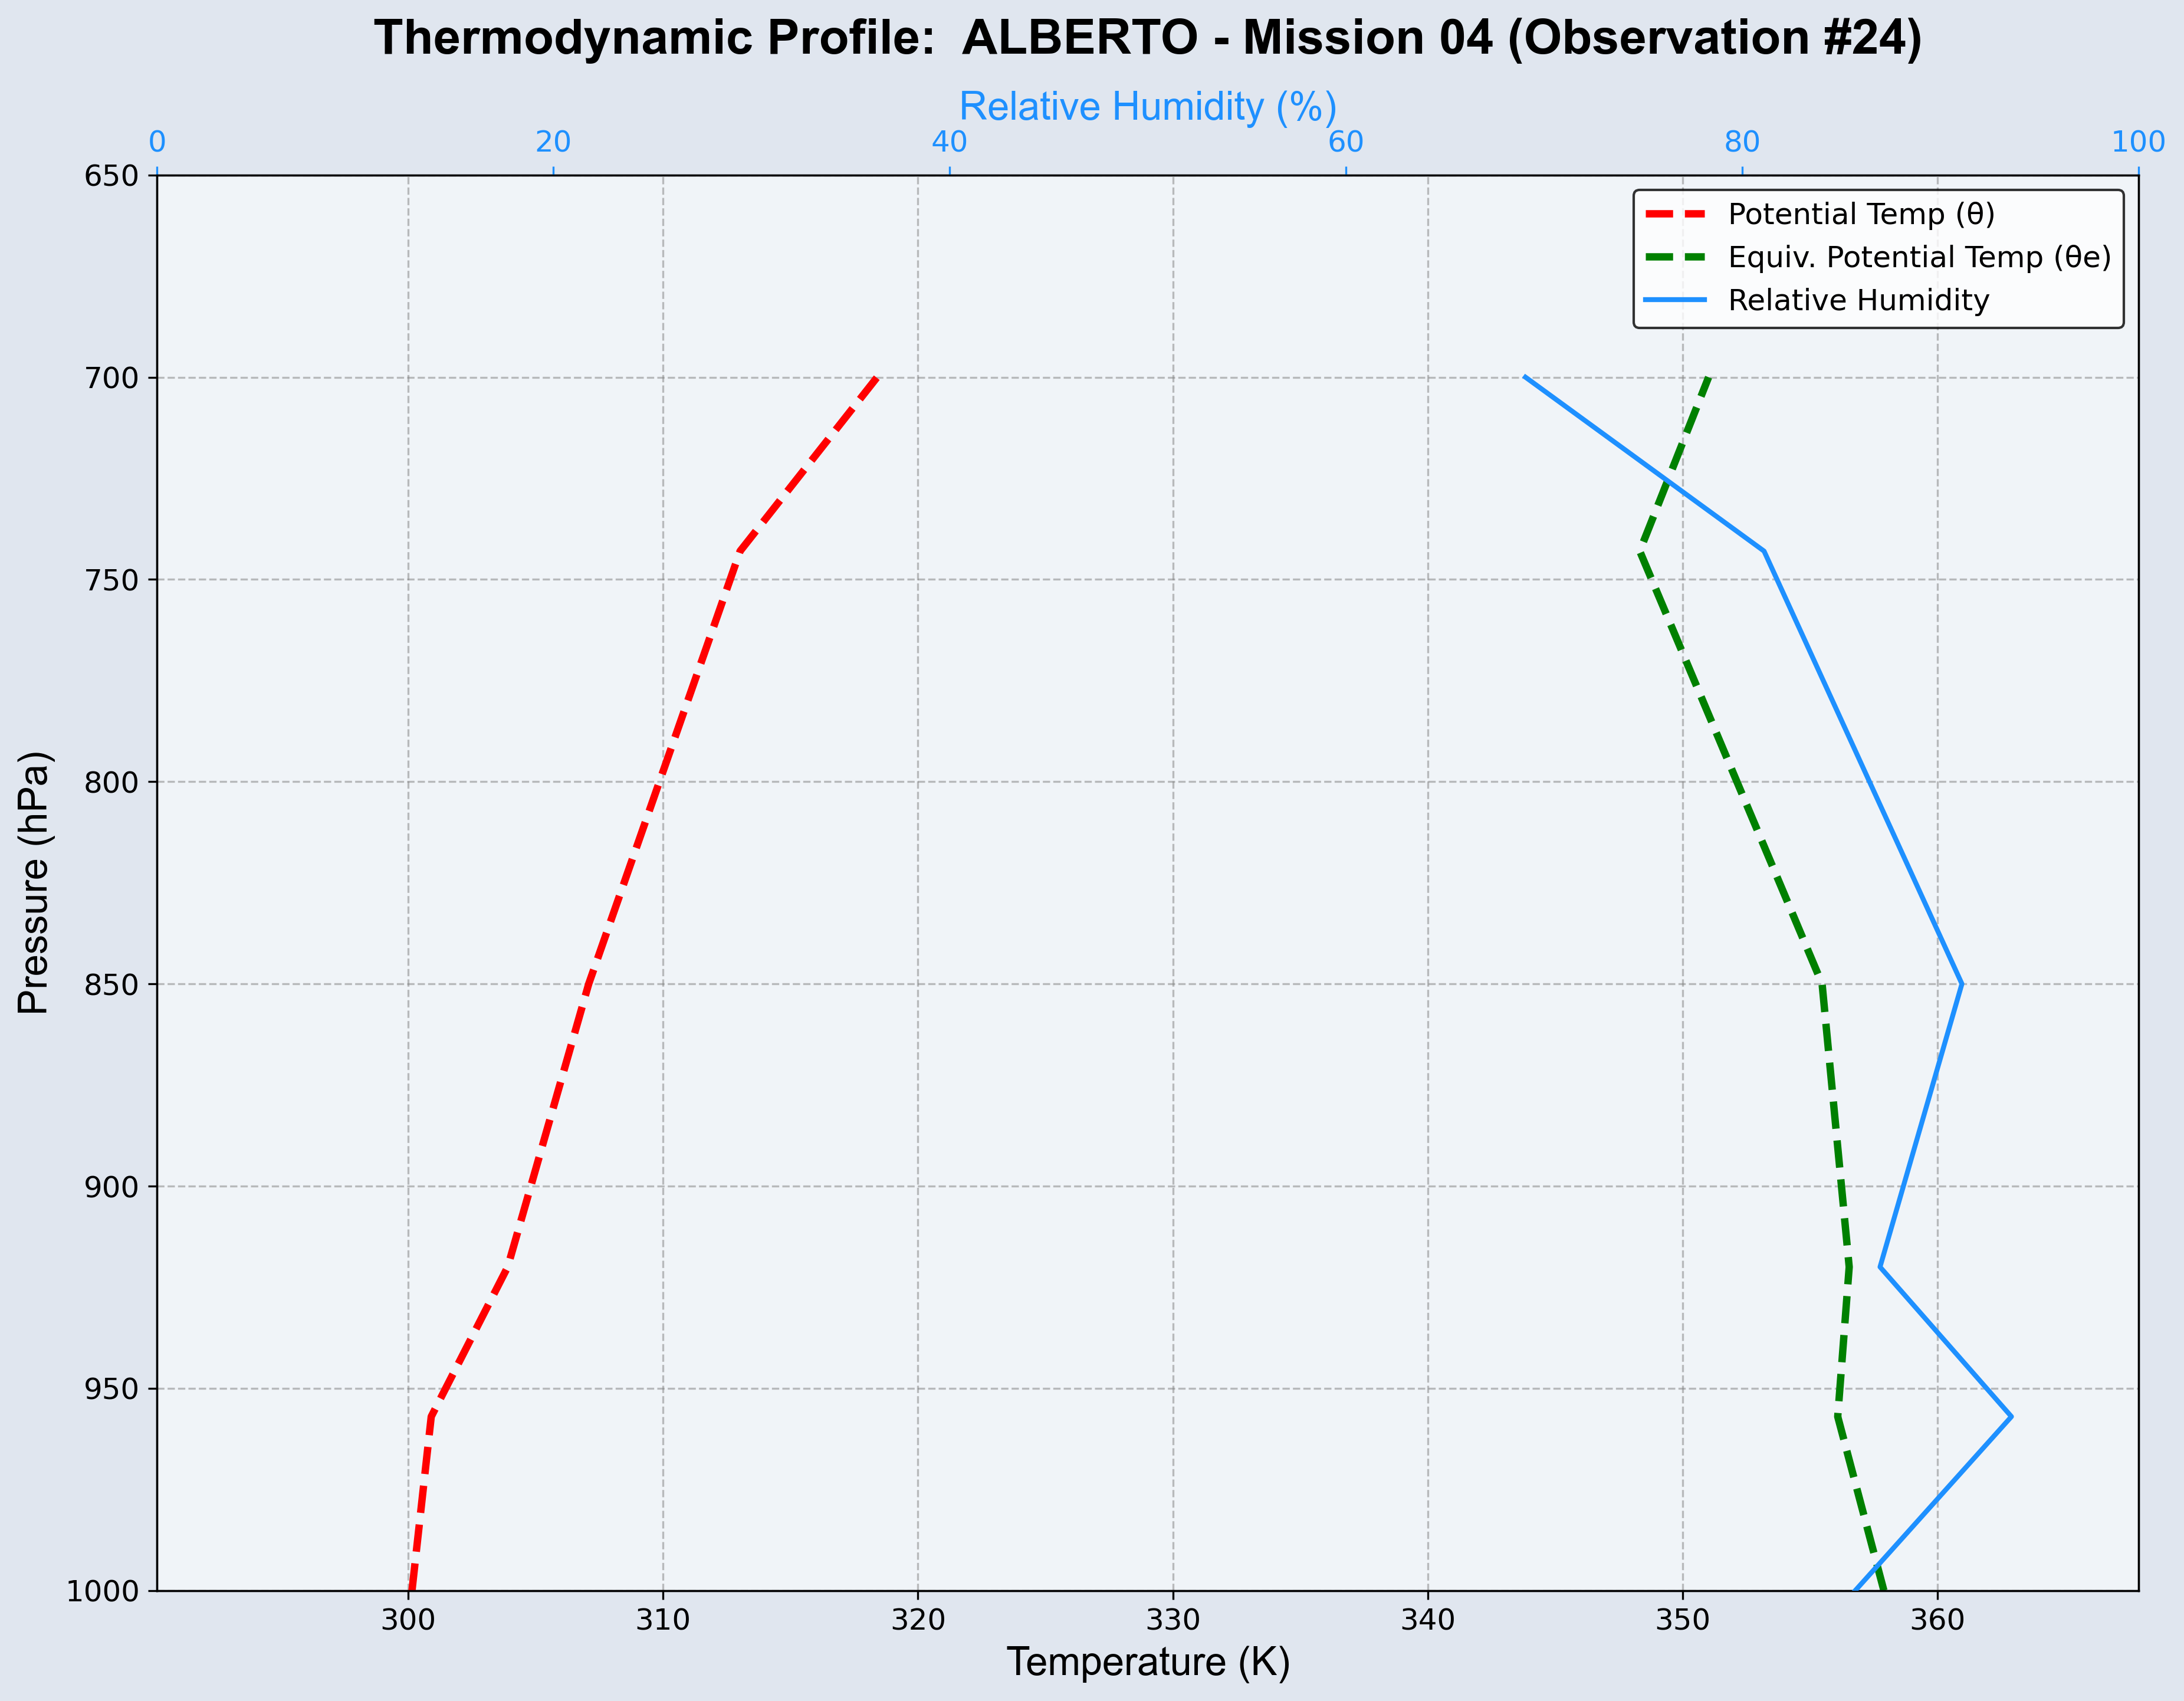 Thermodynamic Profile:  ALBERTO - Mission 04 (Observation #24)
Relative Humidity (%)
0 20 40 60 80 100
Potential Temp (θ)
Equiv. Potential Temp (θe)
Relative Humidity
650
700
750
800
850
900
950
1000
Pressure (hPa)
300 310 320 330 340 350 360
Temperature (K)